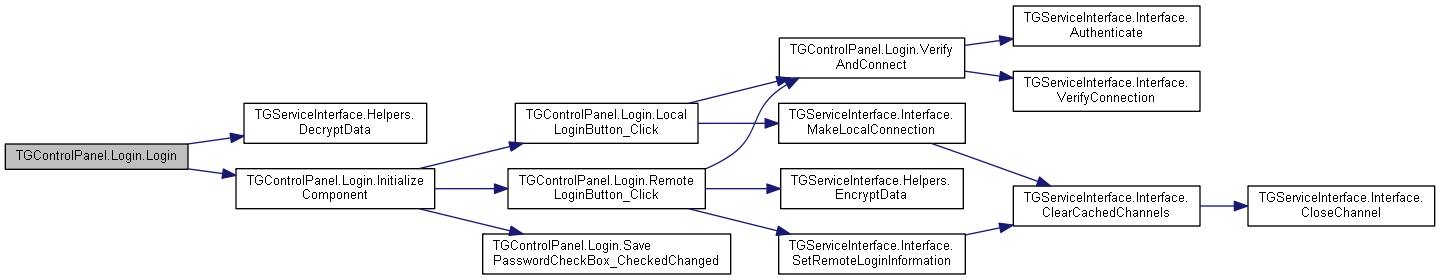 TGControlPanel.Login.Login
TGServiceInterface.Helpers.
DecryptData
TGControlPanel.Login.Initialize
Component
TGControlPanel.Login.Local
LoginButton_Click
TGControlPanel.Login.Remote
LoginButton_Click
TGControlPanel.Login.Save
PasswordCheckBox_CheckedChanged
TGControlPanel.Login.Verify
AndConnect
TGServiceInterface.Interface.
MakeLocalConnection
TGServiceInterface.Helpers.
EncryptData
TGServiceInterface.Interface.
SetRemoteLoginInformation
TGServiceInterface.Interface.
Authenticate
TGServiceInterface.Interface.
VerifyConnection
TGServiceInterface.Interface.
ClearCachedChannels
TGServiceInterface.Interface.
CloseChannel